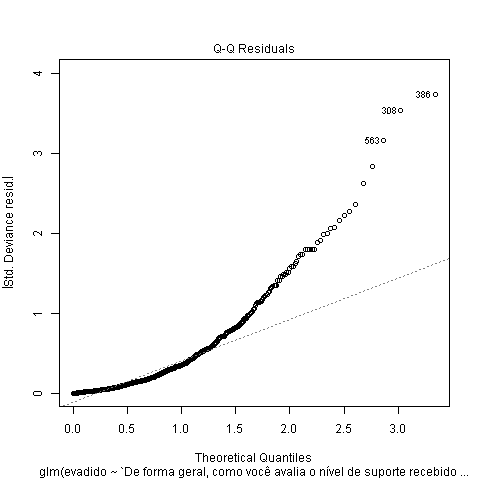 Q-Q Residuals
|Std. Deviance resid.|
4
3
2
1
0
386
308
563
0.0 0.5 1.0 1.5 2.0 2.5 3.0
Theoretical Quantiles
glm(evadido ~ `De forma geral, como você avalia o nível de suporte recebido ...